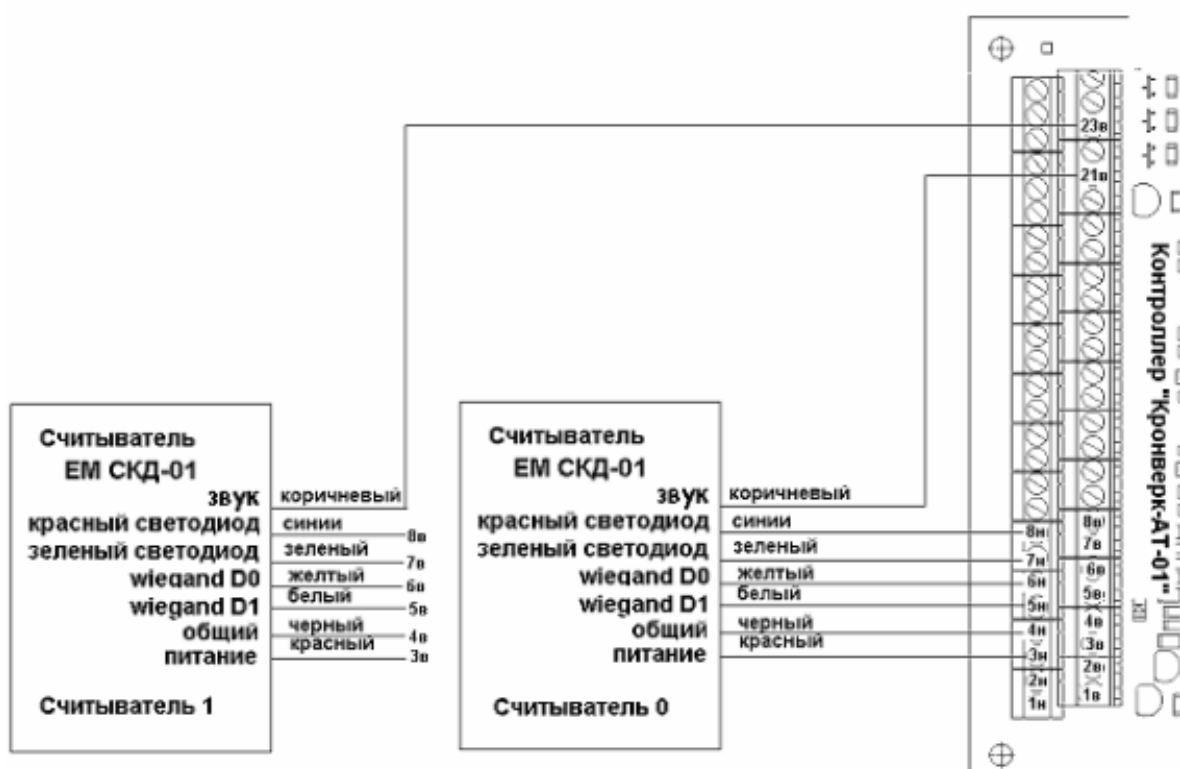 23в
21в
Контроллер "Кронверк-АТ-01"
Считыватель
ЕМ СКД-01
звук
коричневый
красный светодиод
синии
8в
зеленый светодиод
зеленый
7в
wiegand D0
желтый
6в
wiegand D1
белый
5в
общий
черный
4в
питание
красный
3в
Считыватель 1
Считыватель
ЕМ СКД-01
звук
коричневый
красный светодиод
синии
зеленый светодиод
зеленый
wiegand D0
желтый
wiegand D1
белый
общий
черный
питание
красный
Считыватель 0
8н
7н
6н
5н
4н
3н
2н
1н
8в
7в
6в
5в
4в
3в
2в
1в